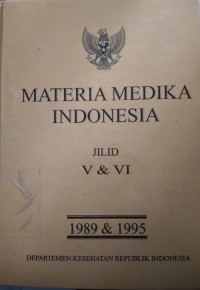 MATERIA MEDIKA
INDONESIA
JILID
V & VI
1989 & 1995
DEPARTEMEN KESEHATAN REPUBLIK INDONESIA